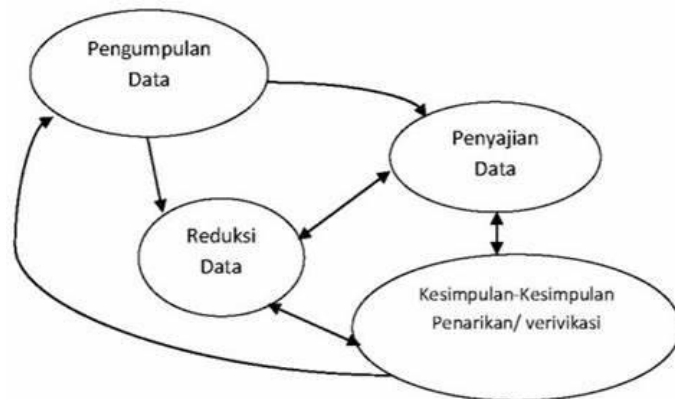 Pengumpulan
Data
Penyajian
Data
Reduksi
Data
Kesimpulan-Kesimpulan
Penarikan/ verivikasi